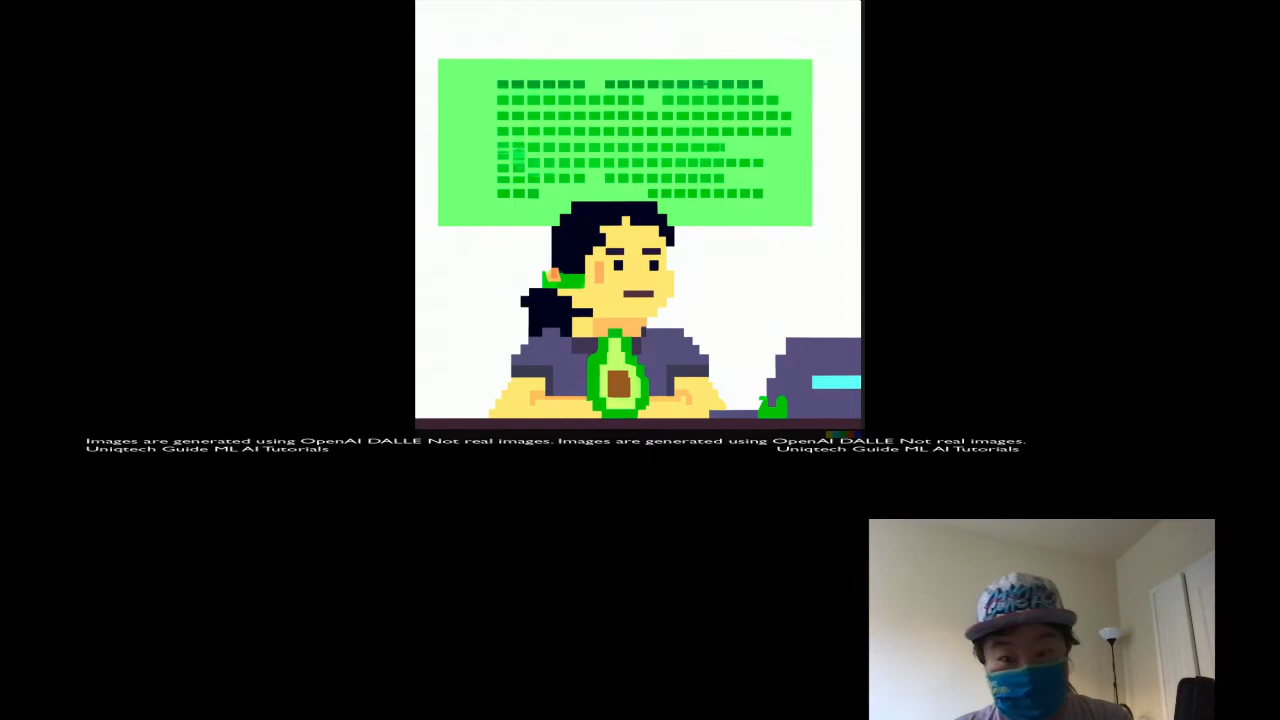 Images are generated using OpenAI DALLE Not real images. Images are generated using OpenAI DALLE Not real images.
Uniqtech Guide ML AI Tutorials Uniqtech Guide ML AI Tutorials